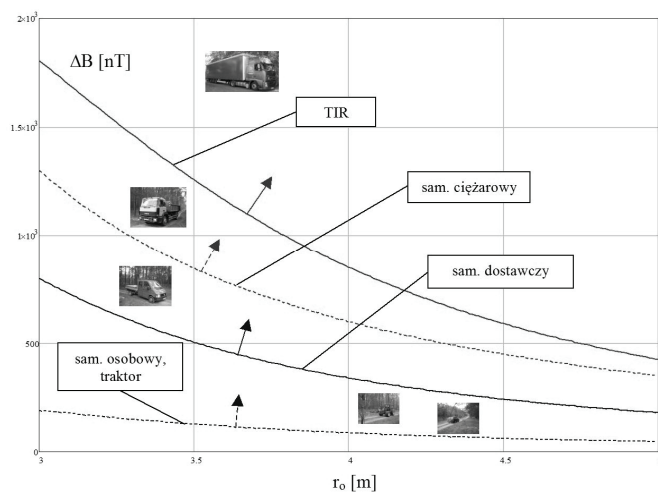 2×10³
ΔB [nT]
TIR
1.5×10³
sam. ciężarowy
1×10³
sam. dostawczy
500
sam. osobowy,
traktor
0
3 3.5 4 4.5
r₀ [m]